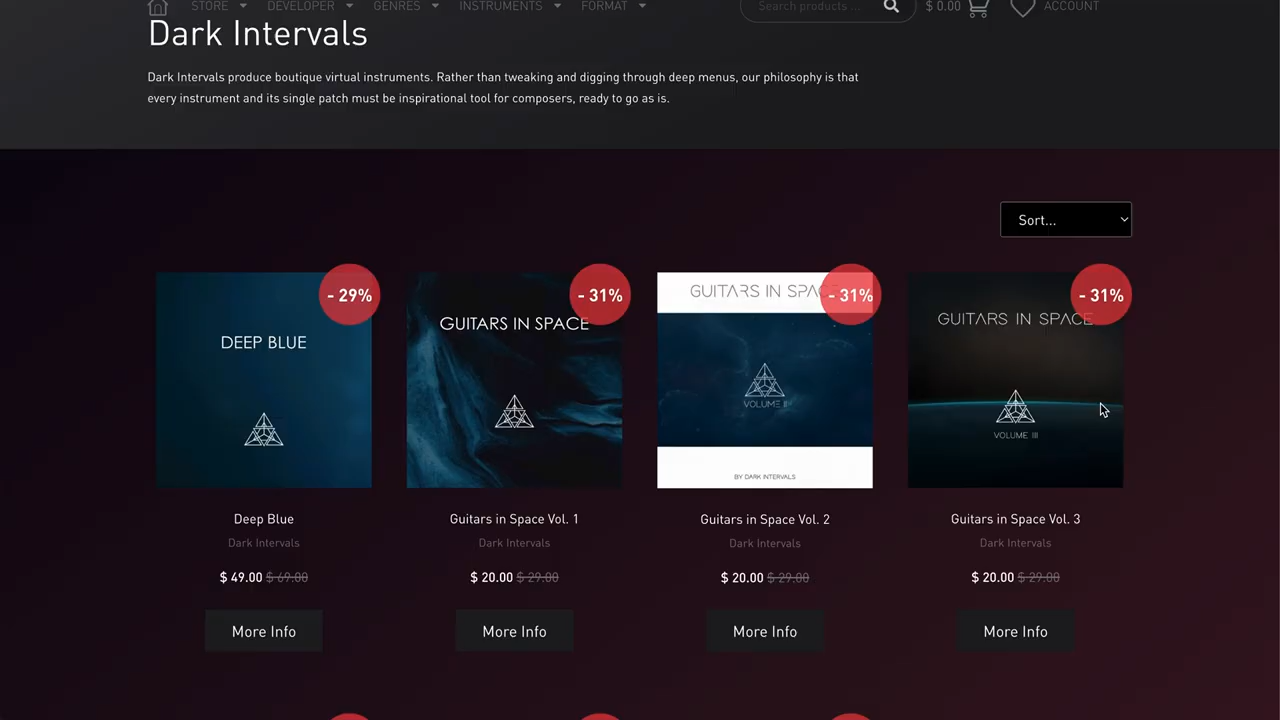 STORE DEVELOPER GENRES INSTRUMENTS FORMAT Search products ... $ 0.00 ACCOUNT
Dark Intervals
Dark Intervals produce boutique virtual instruments. Rather than tweaking and digging through deep menus, our philosophy is that
every instrument and its single patch must be inspirational tool for composers, ready to go as is.
Sort...
- 29% - 31% - 31% - 31%
DEEP BLUE
GUITARS IN SPACE
GUITARS IN SPACE
VOLUME II
BY DARK INTERVALS
GUITARS IN SPACE
VOLUME III
Deep Blue Guitars in Space Vol. 1 Guitars in Space Vol. 2 Guitars in Space Vol. 3
Dark Intervals Dark Intervals Dark Intervals Dark Intervals
$ 49.00 $ 69.00 $ 20.00 $ 29.00 $ 20.00 $ 29.00 $ 20.00 $ 29.00
More Info More Info More Info More Info